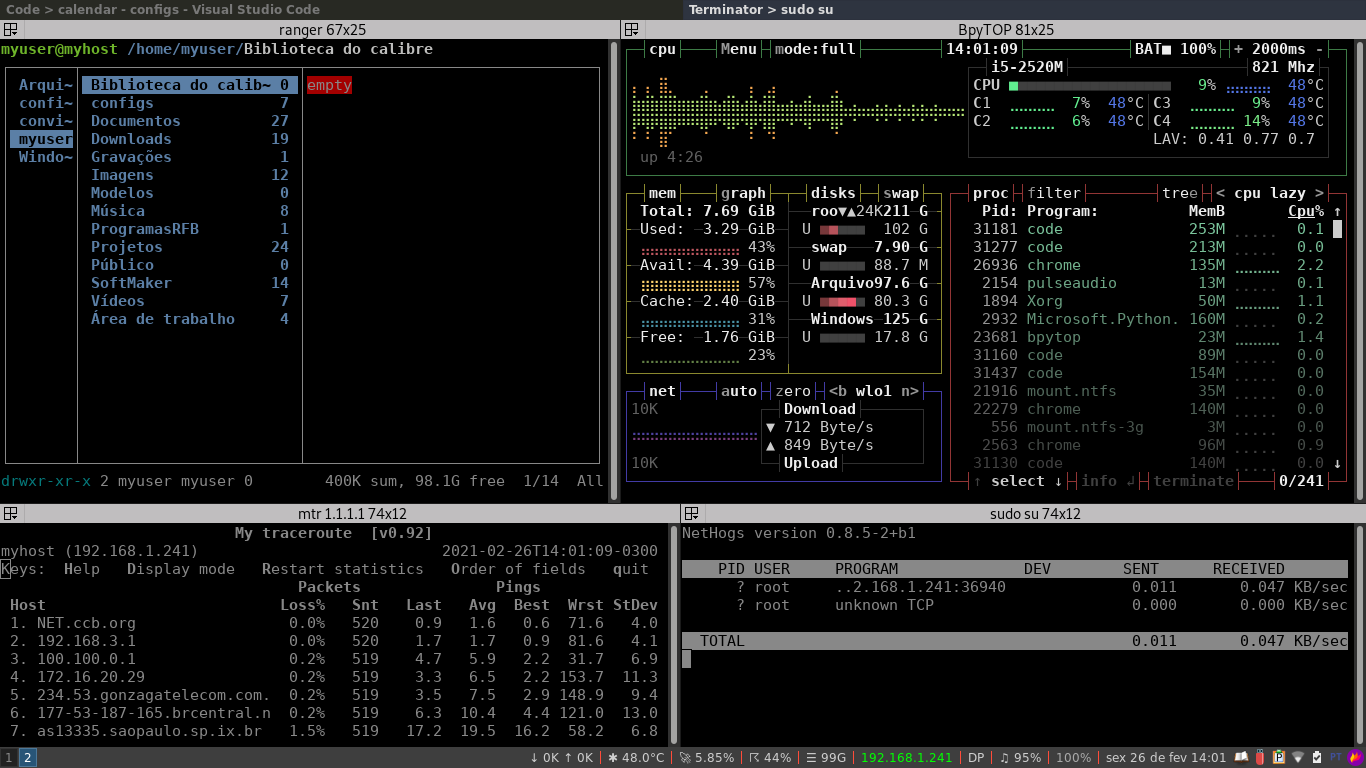 Code > calendar - configs - Visual Studio Code
Terminator > sudo su
ranger 67x25
myuser@myhost /home/myuser/Biblioteca do calibre
Arqui~ Biblioteca do calib~ 0 empty
confi~ configs 7
convi~ Documentos 27
myuser Downloads 19
Windo~ Gravações 1
Imagens 12
Modelos 0
Música 8
ProgramasRFB 1
Projetos 24
Público 0
SoftMaker 14
Vídeos 7
Área de trabalho 4
drwxr-xr-x 2 myuser myuser 0 400K sum, 98.1G free 1/14 All
BpyTOP 81x25
cpu Menu mode:full 14:01:09 BAT■ 100% + 2000ms -
i5-2520M 821 Mhz
CPU 9% 48°C
C1 7% 48°C C3 9% 48°C
C2 6% 48°C C4 14% 48°C
LAV: 0.41 0.77 0.7
up 4:26
mem graph disks swap
Total: 7.69 GiB roo▼▲24K211 G
Used: 3.29 GiB U 102 G
43% swap 7.90 G
Avail: 4.39 GiB U 88.7 M
57% Arquivo97.6 G
Cache: 2.40 GiB U 80.3 G
31% Windows 125 G
Free: 1.76 GiB U 17.8 G
23%
net auto zero <b wlo1 n>
10K Download
▼ 712 Byte/s
▲ 849 Byte/s
10K Upload
proc filter tree < cpu lazy >
Pid: Program: MemB Cpu% ↑
31181 code 253M 0.1
31277 code 213M 0.0
26936 chrome 135M 2.2
2154 pulseaudio 13M 0.1
1894 Xorg 50M 1.1
2932 Microsoft.Python. 160M 0.2
23681 bpytop 23M 1.4
31160 code 89M 0.0
31437 code 154M 0.0
21916 mount.ntfs 35M 0.0
22279 chrome 140M 0.0
556 mount.ntfs-3g 3M 0.0
2563 chrome 96M 0.9
31130 code 140M 0.0 ↓
↑ select ↓ info ↲ terminate 0/241
mtr 1.1.1.1 74x12
My traceroute [v0.92]
myhost (192.168.1.241) 2021-02-26T14:01:09-0300
Keys: Help Display mode Restart statistics Order of fields quit
Packets Pings
Host Loss% Snt Last Avg Best Wrst StDev
1. NET.ccb.org 0.0% 520 0.9 1.6 0.6 71.6 4.0
2. 192.168.3.1 0.0% 520 1.7 1.7 0.9 81.6 4.1
3. 100.100.0.1 0.2% 519 4.7 5.9 2.2 31.7 6.9
4. 172.16.20.29 0.2% 519 3.3 6.5 2.2 153.7 11.3
5. 234.53.gonzagatelecom.com. 0.2% 519 3.5 7.5 2.9 148.9 9.4
6. 177-53-187-165.brcentral.n 0.2% 519 6.3 10.4 4.4 121.0 13.0
7. as13335.saopaulo.sp.ix.br 1.5% 519 17.2 19.5 16.2 58.2 6.8
sudo su 74x12
NetHogs version 0.8.5-2+b1
PID USER PROGRAM DEV SENT RECEIVED
? root ..2.168.1.241:36940 0.011 0.047 KB/sec
? root unknown TCP 0.000 0.000 KB/sec
TOTAL 0.011 0.047 KB/sec
1 2 ↓ 0K ↑ 0K 48.0°C 5.85% 44% 99G 192.168.1.241 DP ♫ 95% 100% sex 26 de fev 14:01 PT